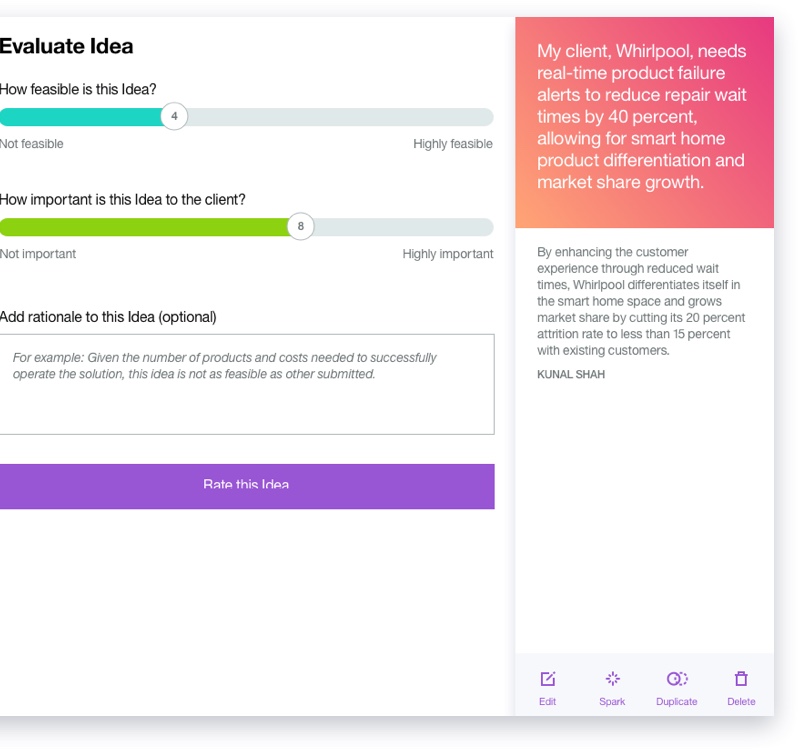 Evaluate Idea
How feasible is this Idea?
4
Not feasible
Highly feasible
How important is this Idea to the client?
8
Not important
Highly important
Add rationale to this Idea (optional)
For example: Given the number of products and costs needed to successfully
operate the solution, this idea is not as feasible as other submitted.
Rate this Idea
My client, Whirlpool, needs
real-time product failure
alerts to reduce repair wait
times by 40 percent,
allowing for smart home
product differentiation and
market share growth.
By enhancing the customer
experience through reduced wait
times, Whirlpool differentiates itself in
the smart home space and grows
market share by cutting its 20 percent
attrition rate to less than 15 percent
with existing customers.
KUNAL SHAH
Edit
Spark
Duplicate
Delete